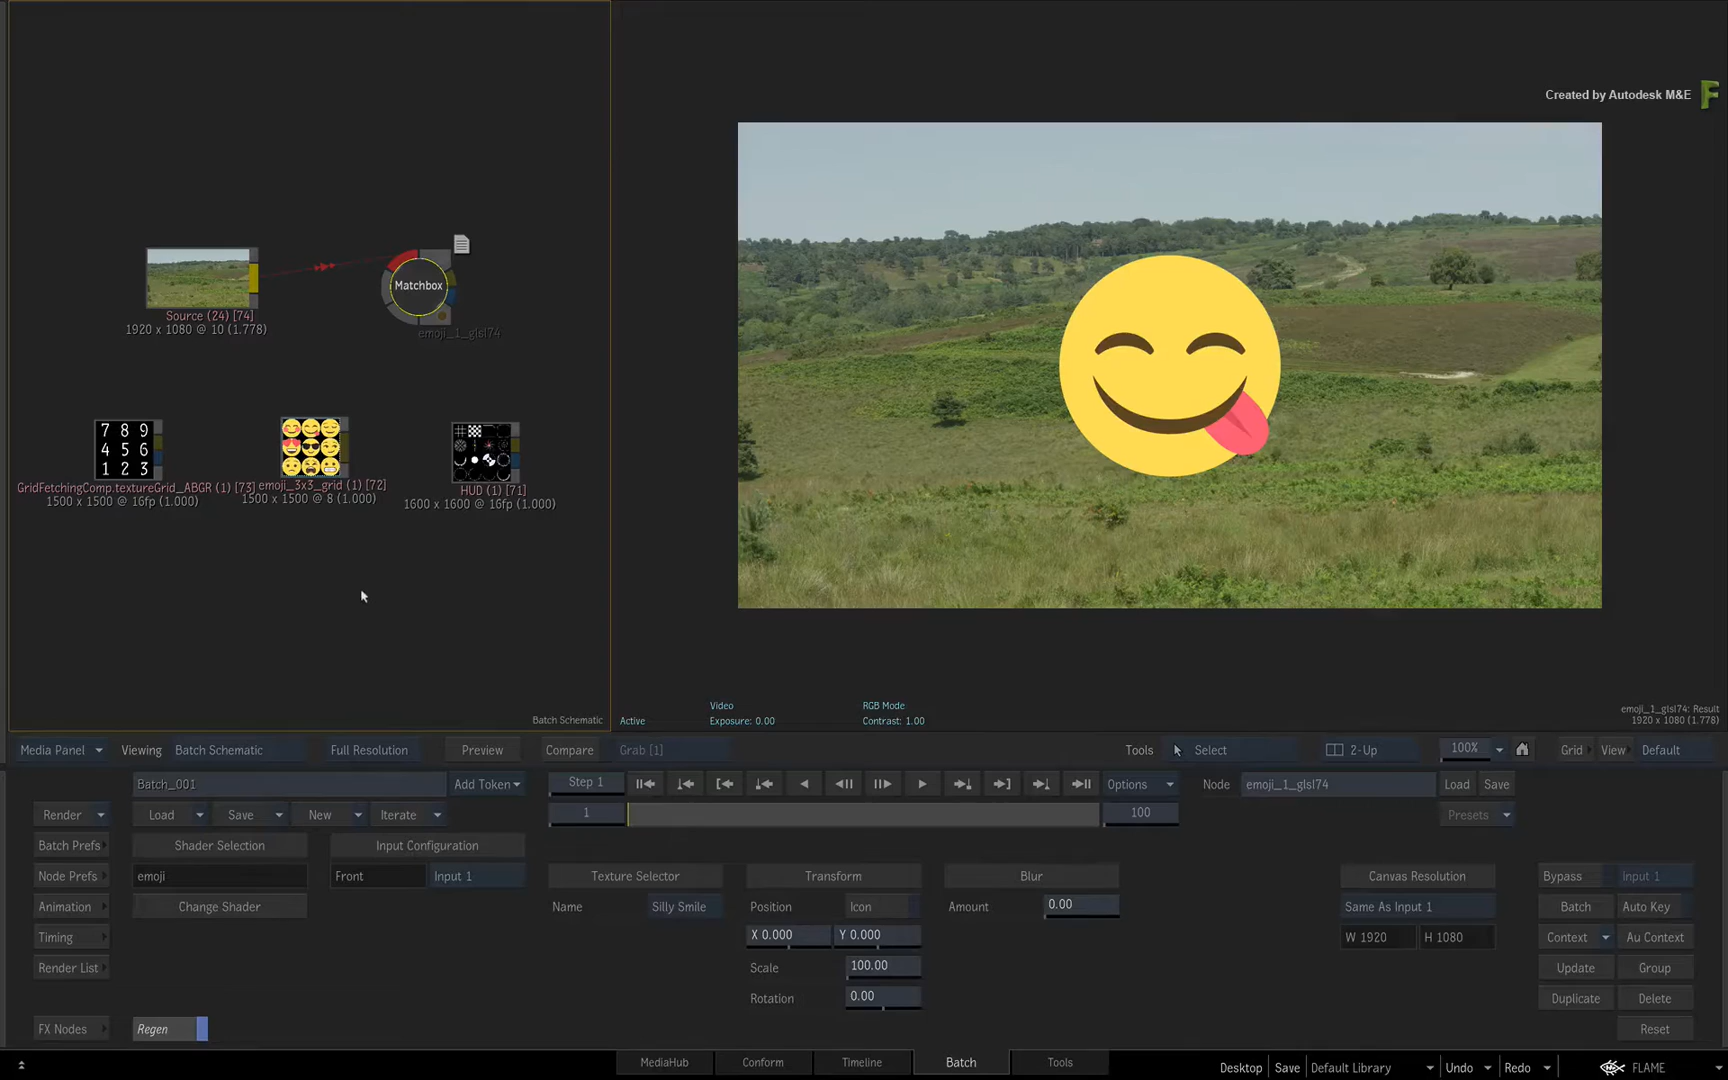 Created by Autodesk M&E
Matchbox
Source (24) [74]
1920 x 1080 @ 10 (1.778)
emoji_1_glsl74
7 8 9
4 5 6
1 2 3
GridFetchingComp.textureGrid_ABGR (1) [73]
1500 x 1500 @ 16fp (1.000)
emoji_3x3_grid (1) [72]
1500 x 1500 @ 8 (1.000)
HUD (1) [71]
1600 x 1600 @ 16fp (1.000)
Batch Schematic
Active
Video
Exposure: 0.00
RGB Mode
Contrast: 1.00
emoji_1_glsl74: Result
1920 x 1080 (1.778)
Media Panel Viewing Batch Schematic Full Resolution Preview Compare Grab [1] Tools Select 2-Up 100% Grid View Default
Batch_001 Add Token Step 1 Options Node emoji_1_glsl74 Load Save
Render Load Save New Iterate 1 100 Presets
Batch Prefs Shader Selection Input Configuration
Node Prefs emoji Front Input 1 Texture Selector Transform Blur Canvas Resolution Bypass Input 1
Animation Change Shader Name Silly Smile Position Icon Amount 0.00 Same As Input 1 Batch Auto Key
Timing X 0.000 Y 0.000 W 1920 H 1080 Context Au Context
Render List Scale 100.00 Update Group
Rotation 0.00 Duplicate Delete
FX Nodes Regen Reset
MediaHub Conform Timeline Batch Tools Desktop Save Default Library Undo Redo FLAME